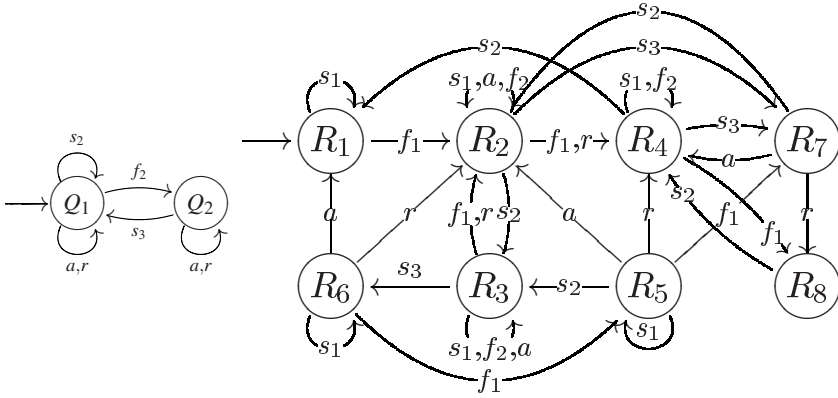 s2
s2
s3
s1
s1,a,f2
s1,f2
R1
f1
R2
f1,r
R4
s3
R7
a
s2
f2
Q1
Q2
s3
a,r
a,r
a
r
f1,r
s2
a
r
f1
s2
f1
r
R6
s3
R3
s2
R5
R8
s1
s1,f2,a
s1
f1